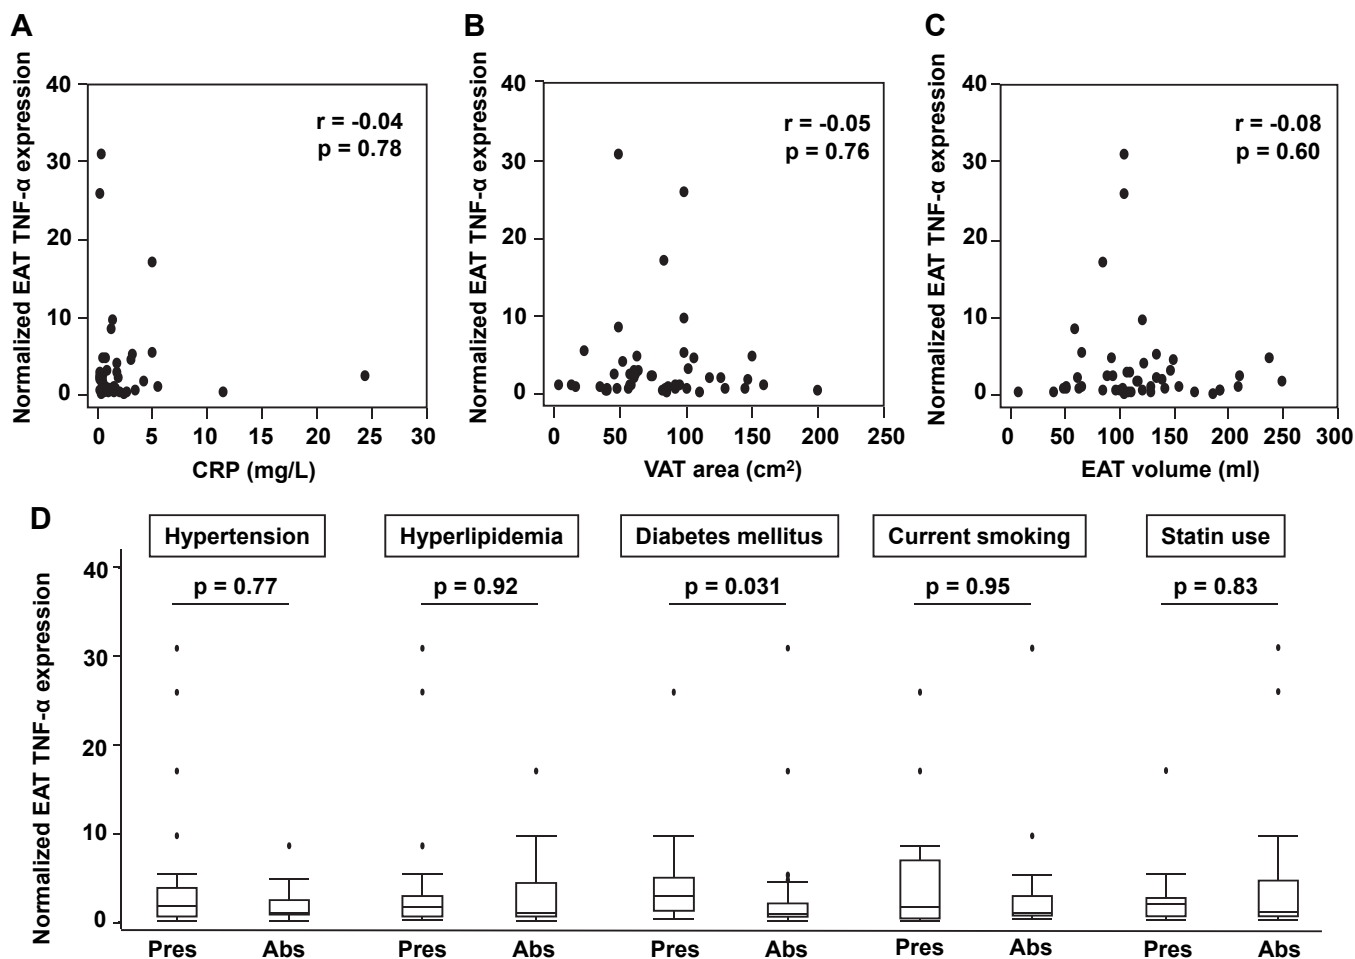 A
B
C
Normalized EAT TNF-α expression
40
30
20
10
0
r = -0.04
p = 0.78
0 5 10 15 20 25 30
CRP (mg/L)
Normalized EAT TNF-α expression
40
30
20
10
0
r = -0.05
p = 0.76
0 50 100 150 200 250
VAT area (cm²)
Normalized EAT TNF-α expression
40
30
20
10
0
r = -0.08
p = 0.60
0 50 100 150 200 250 300
EAT volume (ml)
D
Hypertension Hyperlipidemia Diabetes mellitus Current smoking Statin use
p = 0.77 p = 0.92 p = 0.031 p = 0.95 p = 0.83
Normalized EAT TNF-α expression
40
30
20
10
0
Pres Abs Pres Abs Pres Abs Pres Abs Pres Abs